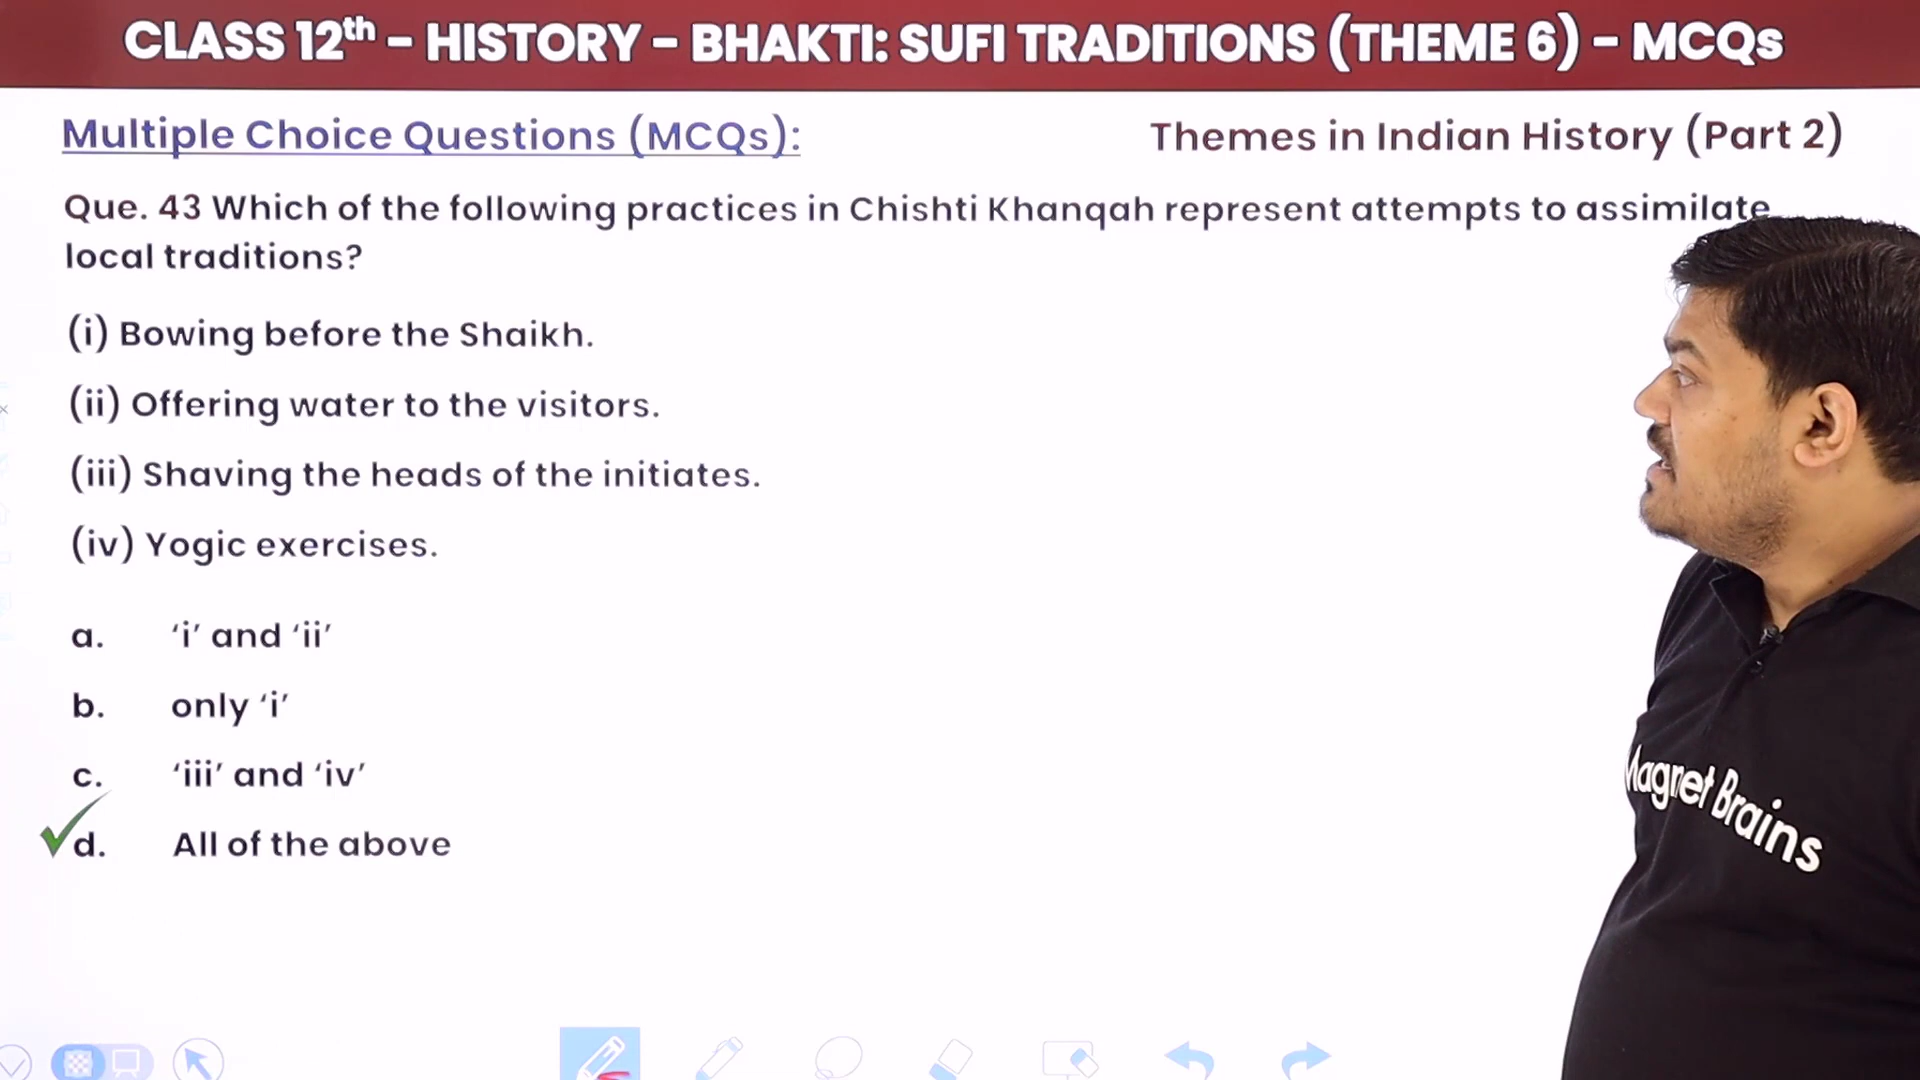 CLASS 12th - HISTORY - BHAKTI: SUFI TRADITIONS (THEME 6) - MCQs
Multiple Choice Questions (MCQs):
Themes in Indian History (Part 2)
Que. 43 Which of the following practices in Chishti Khanqah represent attempts to assimilate
local traditions?
(i) Bowing before the Shaikh.
(ii) Offering water to the visitors.
(iii) Shaving the heads of the initiates.
(iv) Yogic exercises.
a. ‘i’ and ‘ii’
b. only ‘i’
c. ‘iii’ and ‘iv’
d. All of the above
Magnet Brains